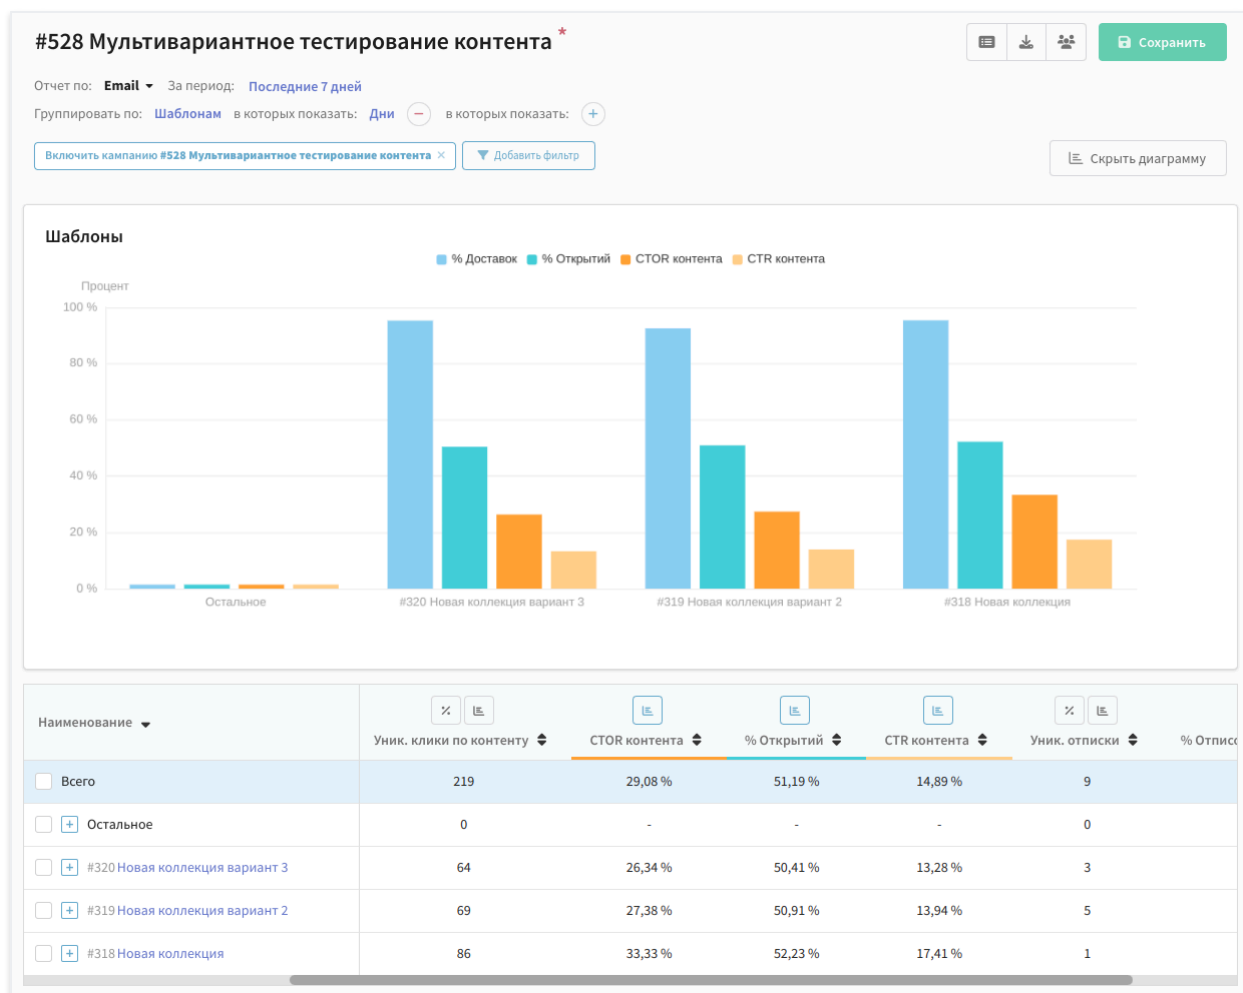 #528 Мультивариантное тестирование контента *
Сохранить
Отчет по: Email За период: Последние 7 дней
Группировать по: Шаблонам в которых показать: Дни − в которых показать: +
Включить кампанию #528 Мультивариантное тестирование контента × Добавить фильтр
Скрыть диаграмму
Шаблоны
% Доставок % Открытий CTOR контента CTR контента
Процент
100 %
80 %
60 %
40 %
20 %
0 %
Остальное #320 Новая коллекция вариант 3 #319 Новая коллекция вариант 2 #318 Новая коллекция
% %
Наименование Уник. клики по контенту CTOR контента % Открытий CTR контента Уник. отписки % Отписо
Всего 219 29,08 % 51,19 % 14,89 % 9
+ Остальное 0 - - - 0
+ #320 Новая коллекция вариант 3 64 26,34 % 50,41 % 13,28 % 3
+ #319 Новая коллекция вариант 2 69 27,38 % 50,91 % 13,94 % 5
+ #318 Новая коллекция 86 33,33 % 52,23 % 17,41 % 1